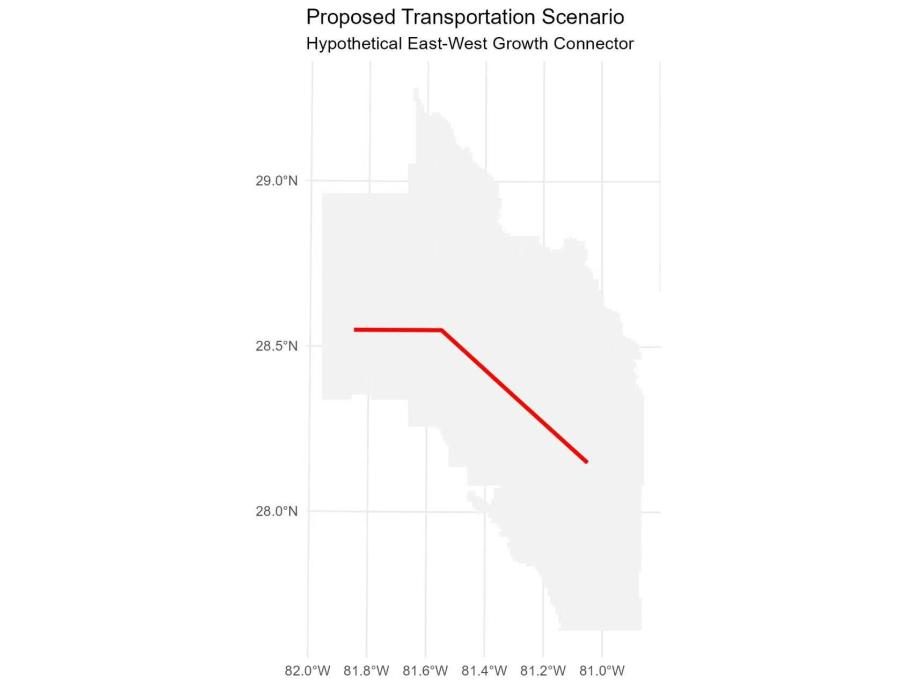 Proposed Transportation Scenario
Hypothetical East-West Growth Connector
29.0°N
28.5°N
28.0°N
82.0°W 81.8°W 81.6°W 81.4°W 81.2°W 81.0°W